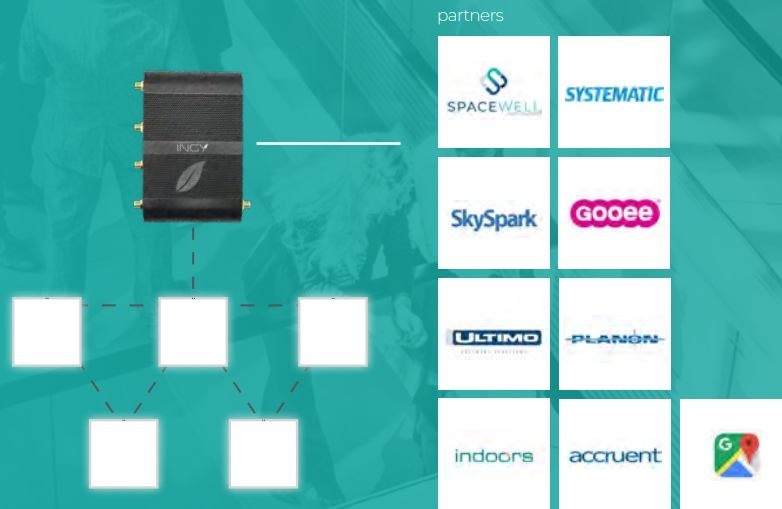 partners
INGY
SPACEWELL
SYSTEMATIC
SkySpark
GOOEE
ULTIMO
PLANON
indoors
accruent
G